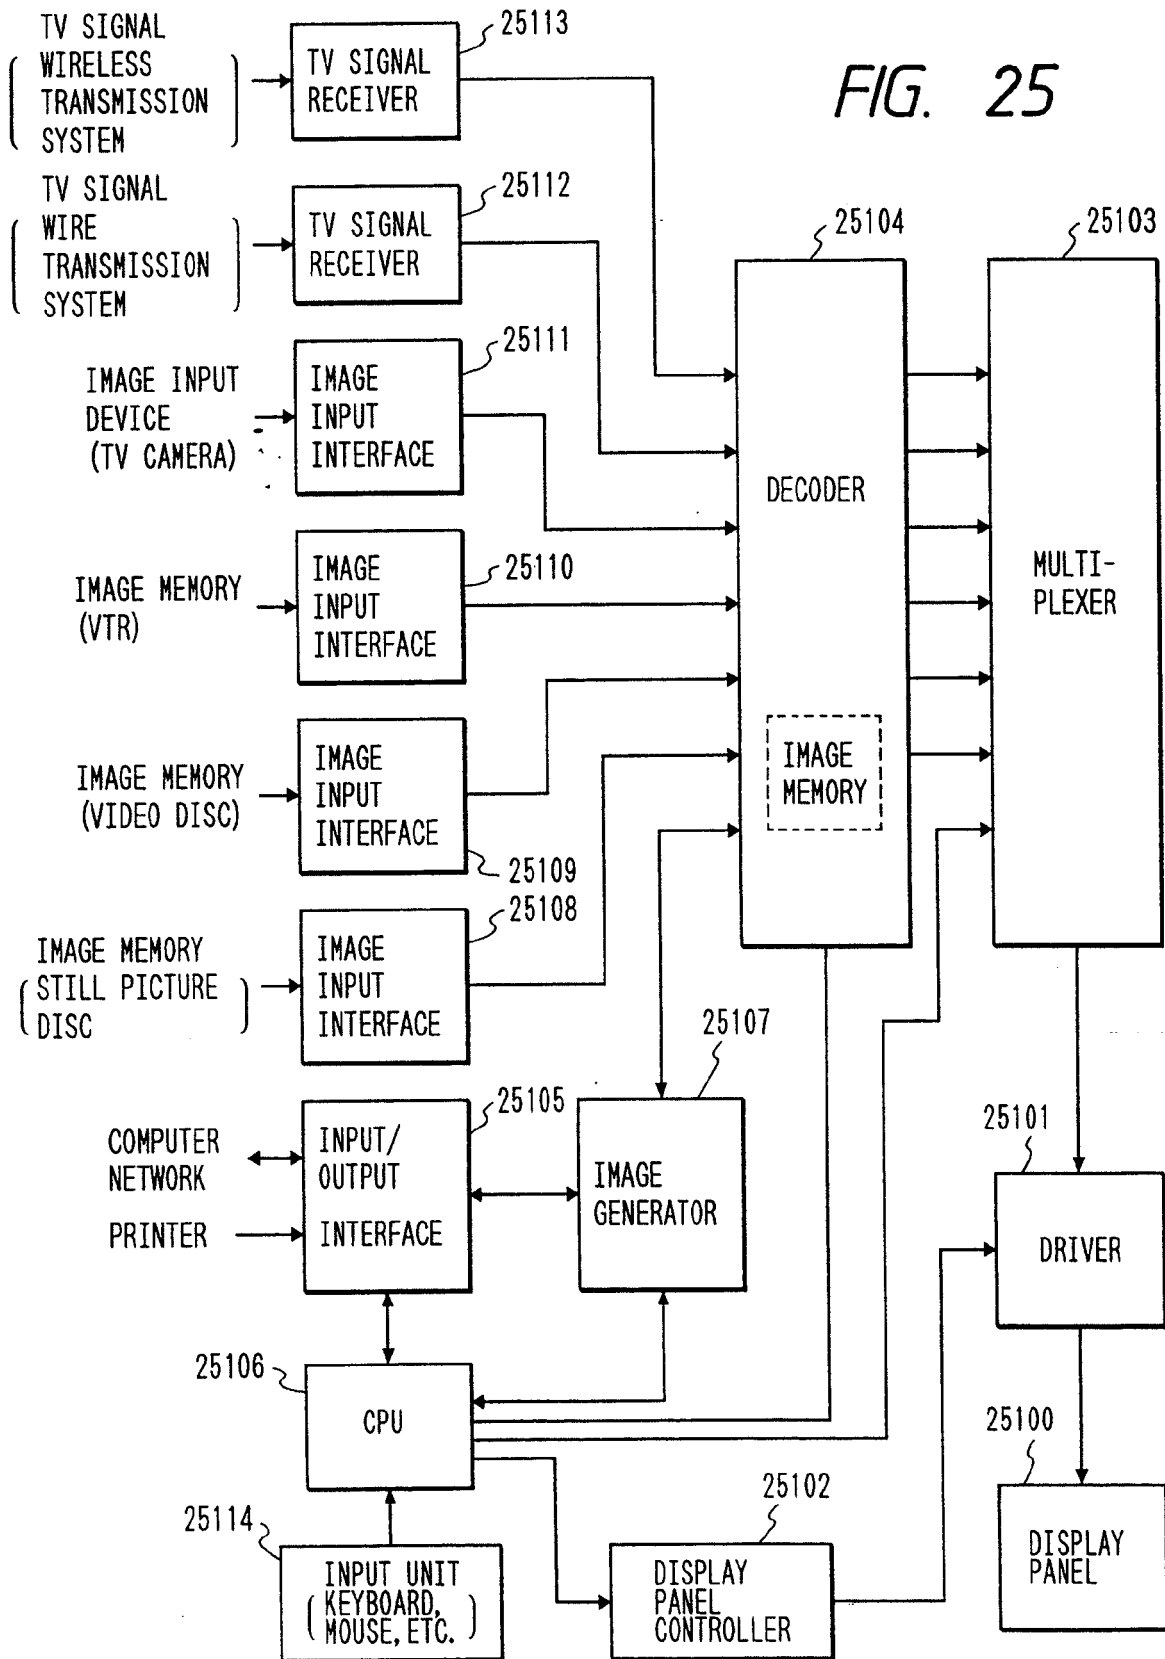 FIG. 25
TV SIGNAL
WIRELESS
TRANSMISSION
SYSTEM
TV SIGNAL
RECEIVER
25113
TV SIGNAL
WIRE
TRANSMISSION
SYSTEM
TV SIGNAL
RECEIVER
25112
IMAGE INPUT
DEVICE
(TV CAMERA)
IMAGE
INPUT
INTERFACE
25111
IMAGE MEMORY
(VTR)
IMAGE
INPUT
INTERFACE
25110
IMAGE MEMORY
(VIDEO DISC)
IMAGE
INPUT
INTERFACE
25109
IMAGE MEMORY
STILL PICTURE
DISC
IMAGE
INPUT
INTERFACE
25108
25104
DECODER
IMAGE
MEMORY
25103
MULTI-
PLEXER
COMPUTER
NETWORK
PRINTER
INPUT/
OUTPUT
INTERFACE
25105
IMAGE
GENERATOR
25107
25101
DRIVER
25106
CPU
25100
DISPLAY
PANEL
25114
INPUT UNIT
KEYBOARD,
MOUSE, ETC.
25102
DISPLAY
PANEL
CONTROLLER